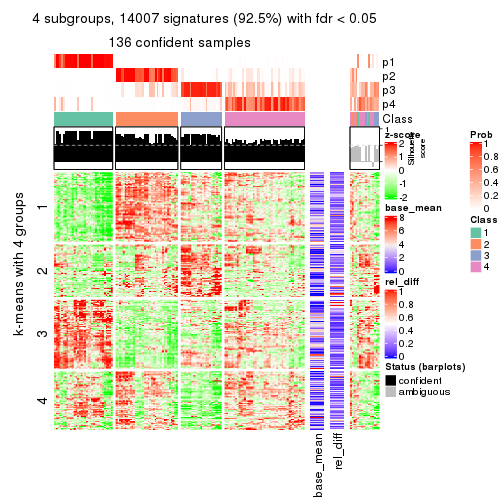 4 subgroups, 14007 signatures (92.5%) with fdr < 0.05
136 confident samples
p1
p2
p3
p4
Class
1
Silhouette
score
z-score
2
1
0
-1
-2
base_mean
8
6
4
2
0
rel_diff
1
0.8
0.6
0.4
0.2
0
Status (barplots)
confident
ambiguous
Prob
1
0.8
0.6
0.4
0.2
0
Class
1
2
3
4
k-means with 4 groups
1
2
3
4
base_mean
rel_diff